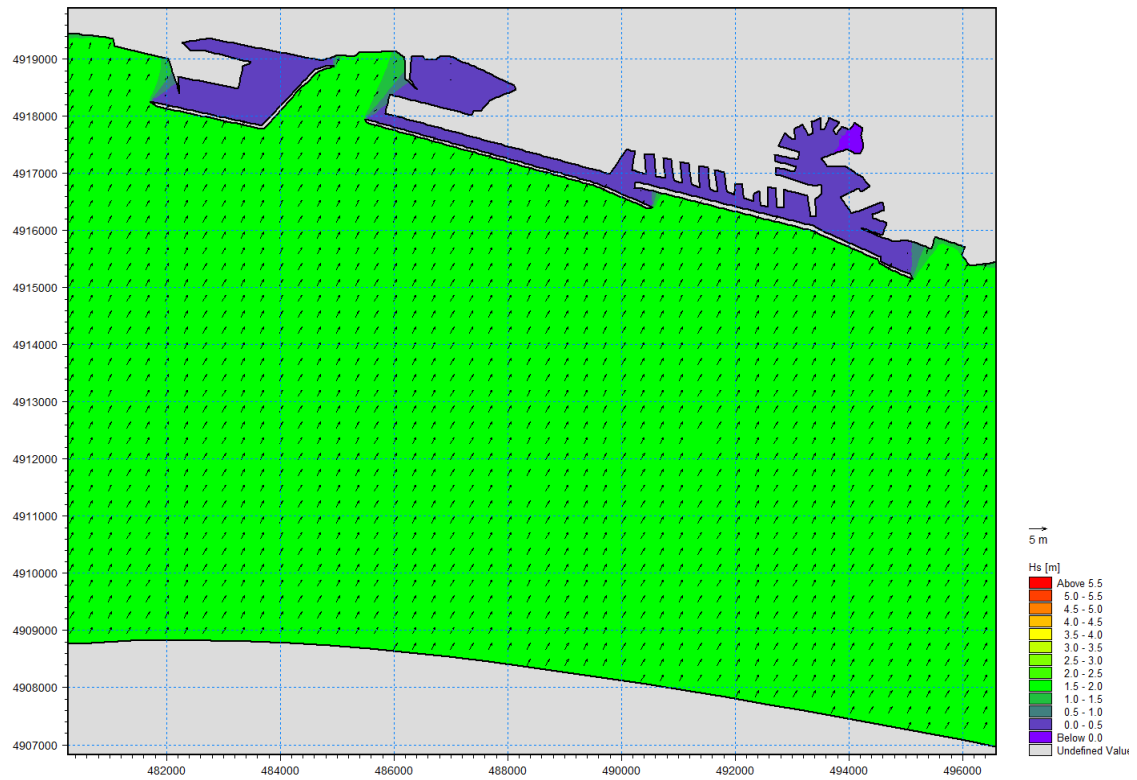 4919000
4918000
4917000
4916000
4915000
4914000
4913000
4912000
4911000
4910000
4909000
4908000
4907000
482000 484000 486000 488000 490000 492000 494000 496000
5 m
Hs [m]
Above 5.5
5.0 - 5.5
4.5 - 5.0
4.0 - 4.5
3.5 - 4.0
3.0 - 3.5
2.5 - 3.0
2.0 - 2.5
1.5 - 2.0
1.0 - 1.5
0.5 - 1.0
0.0 - 0.5
Below 0.0
Undefined Value